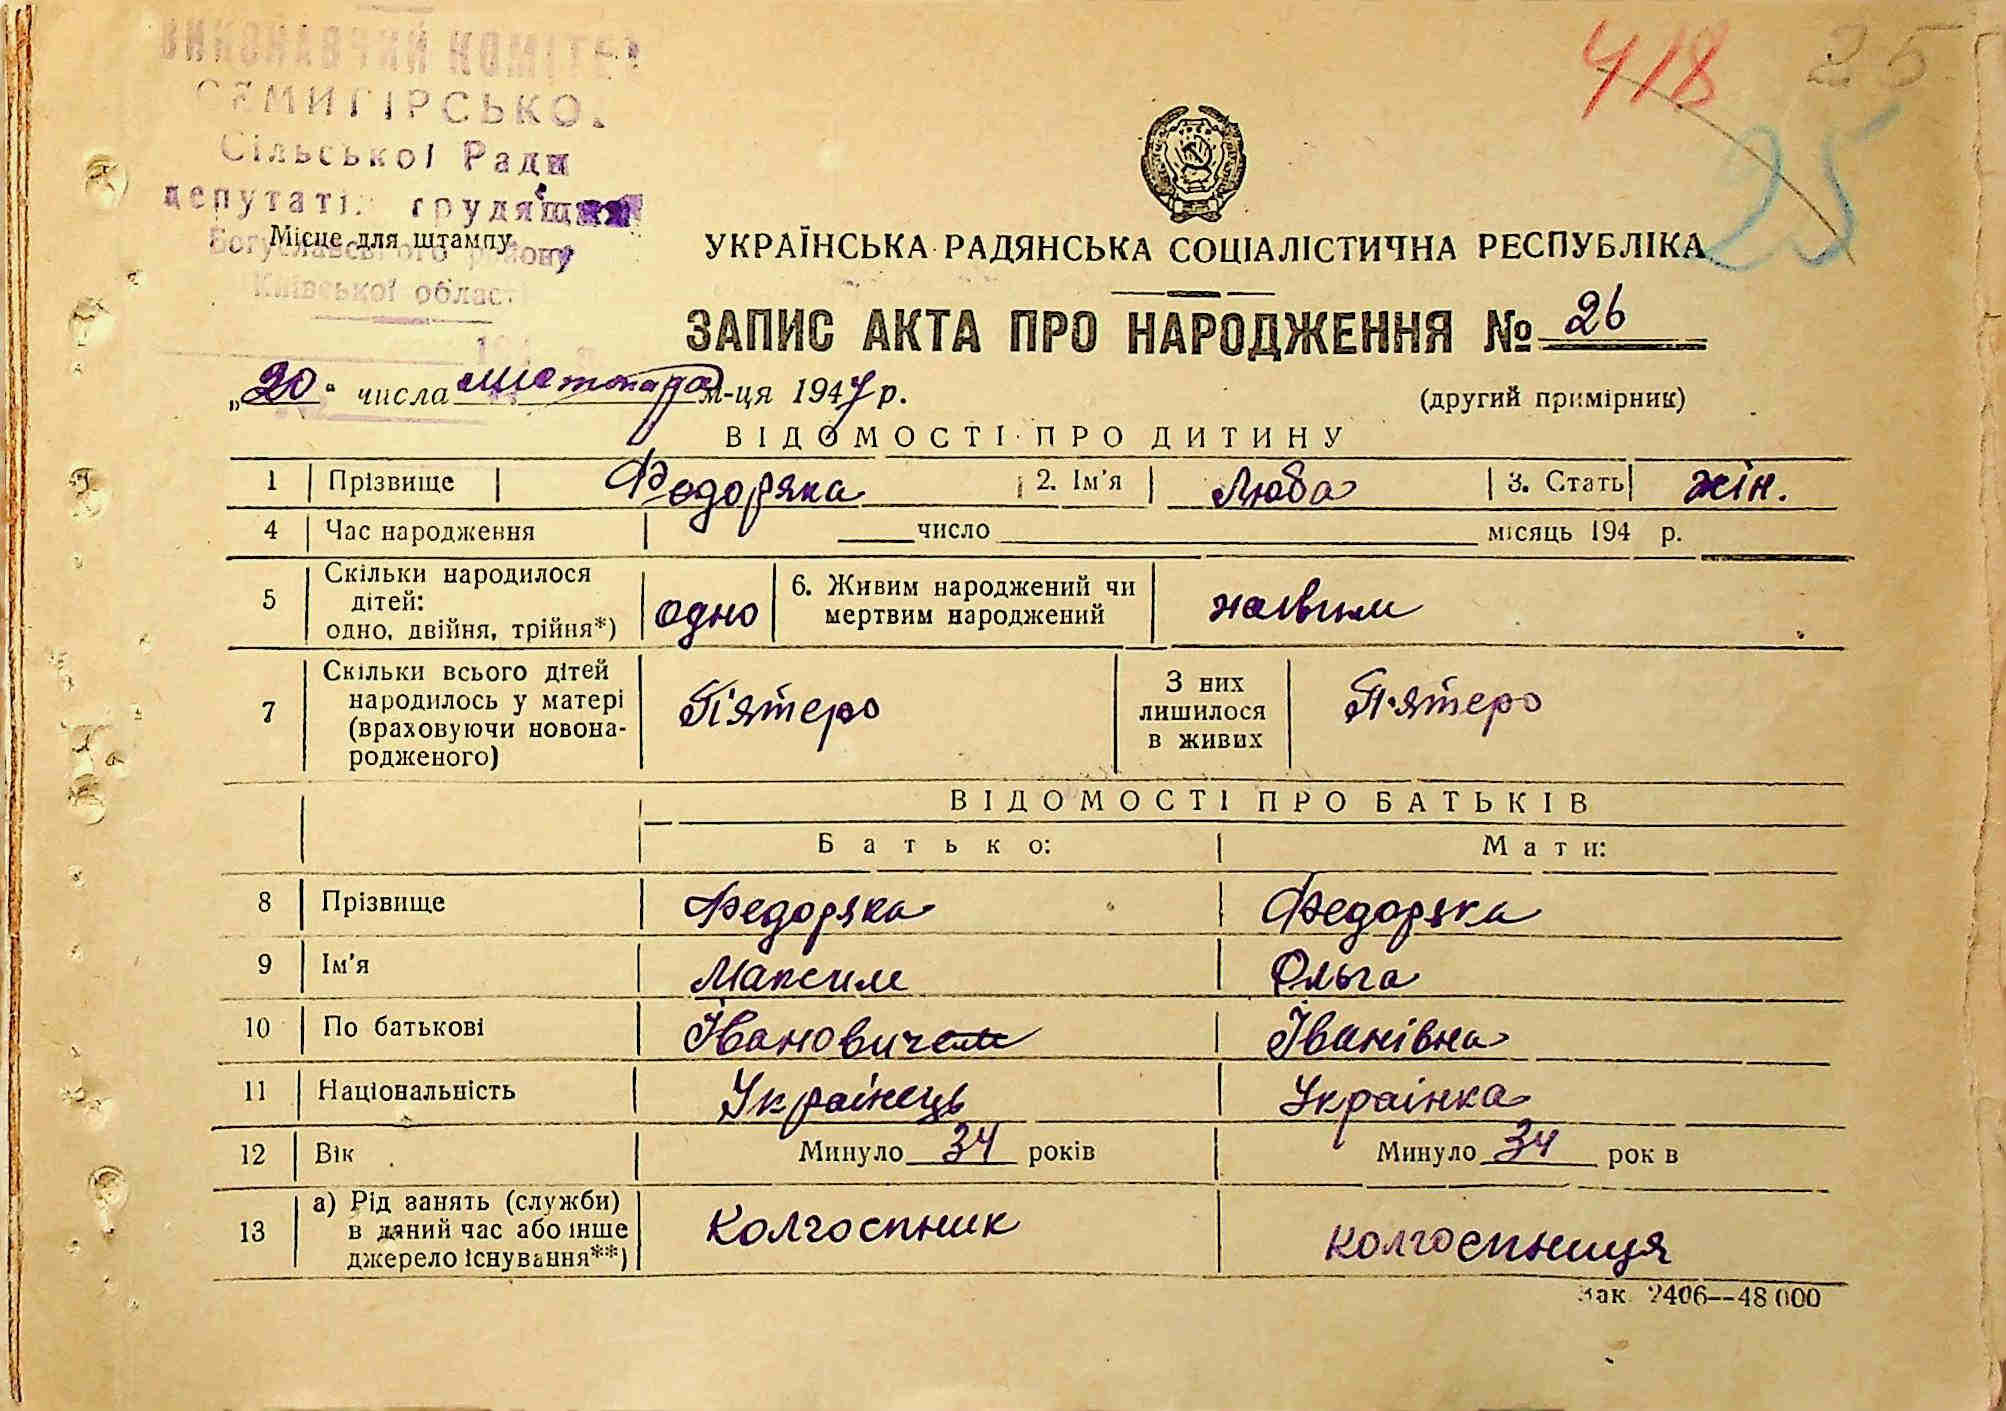 ВИКОНАВЧИЙ КОМІТЕТ
СЕМИГІРСЬКОЇ
Сільської Ради
депутатів трудящих
Богуславського району
Київської област
Місце для штампу
418 25
25
УКРАЇНСЬКА РАДЯНСЬКА СОЦІАЛІСТИЧНА РЕСПУБЛІКА
ЗАПИС АКТА ПРО НАРОДЖЕННЯ № 26
„20“ числа листопада м-ця 1947 р. (другий примірник)
ВІДОМОСТІ ПРО ДИТИНУ
1 Прізвище Федоряка 2. Ім'я Люба 3. Стать жін.
4 Час народження число місяць 194 р.
5 Скільки народилося дітей: одно, двійня, трійня*) одно 6. Живим народжений чи мертвим народжений живим
7 Скільки всього дітей народилось у матері (враховуючи новонародженого) П'ятеро З них лишилося в живих П'ятеро
ВІДОМОСТІ ПРО БАТЬКІВ
Батько: Мати:
8 Прізвище Федоряка Федоряка
9 Ім'я Максим Ольга
10 По батькові Іванович Іванівна
11 Національність Українець Українка
12 Вік Минуло 34 років Минуло 34 рок в
13 а) Рід занять (служби) в даний час або інше джерело існування**) Колгоспник колгоспниця
Зак. 2406—48 000